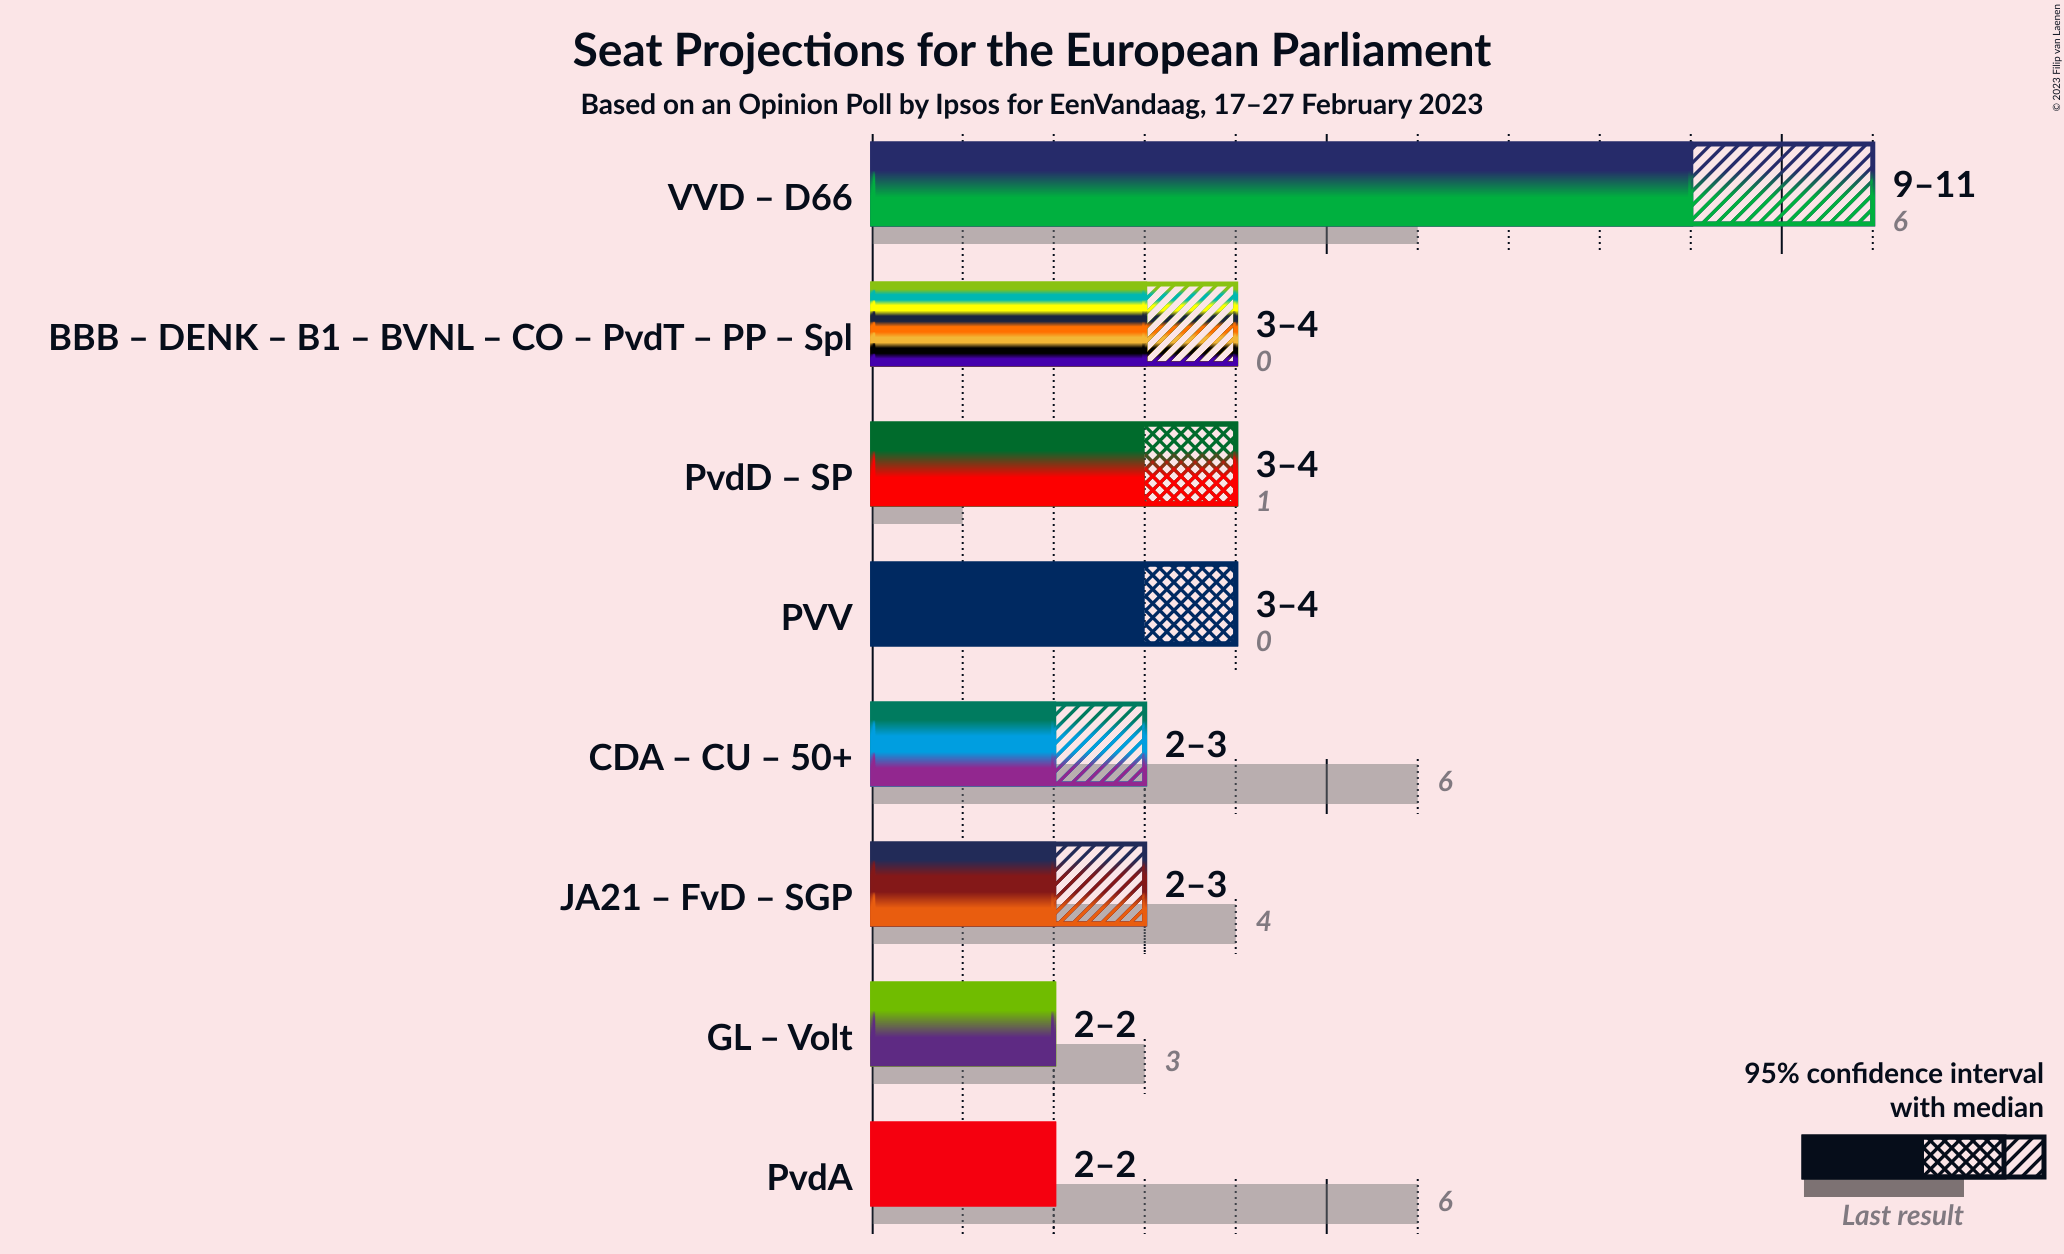 Seat Projections for the European Parliament
Based on an Opinion Poll by Ipsos for EenVandaag, 17–27 February 2023
© 2023 Filip van Laenen
VVD – D66
9–11
6
BBB – DENK – B1 – BVNL – CO – PvdT – PP – Spl
3–4
0
PvdD – SP
3–4
1
PVV
3–4
0
CDA – CU – 50+
2–3
6
JA21 – FvD – SGP
2–3
4
GL – Volt
2–2
3
PvdA
2–2
6
95% confidence interval
with median
Last result